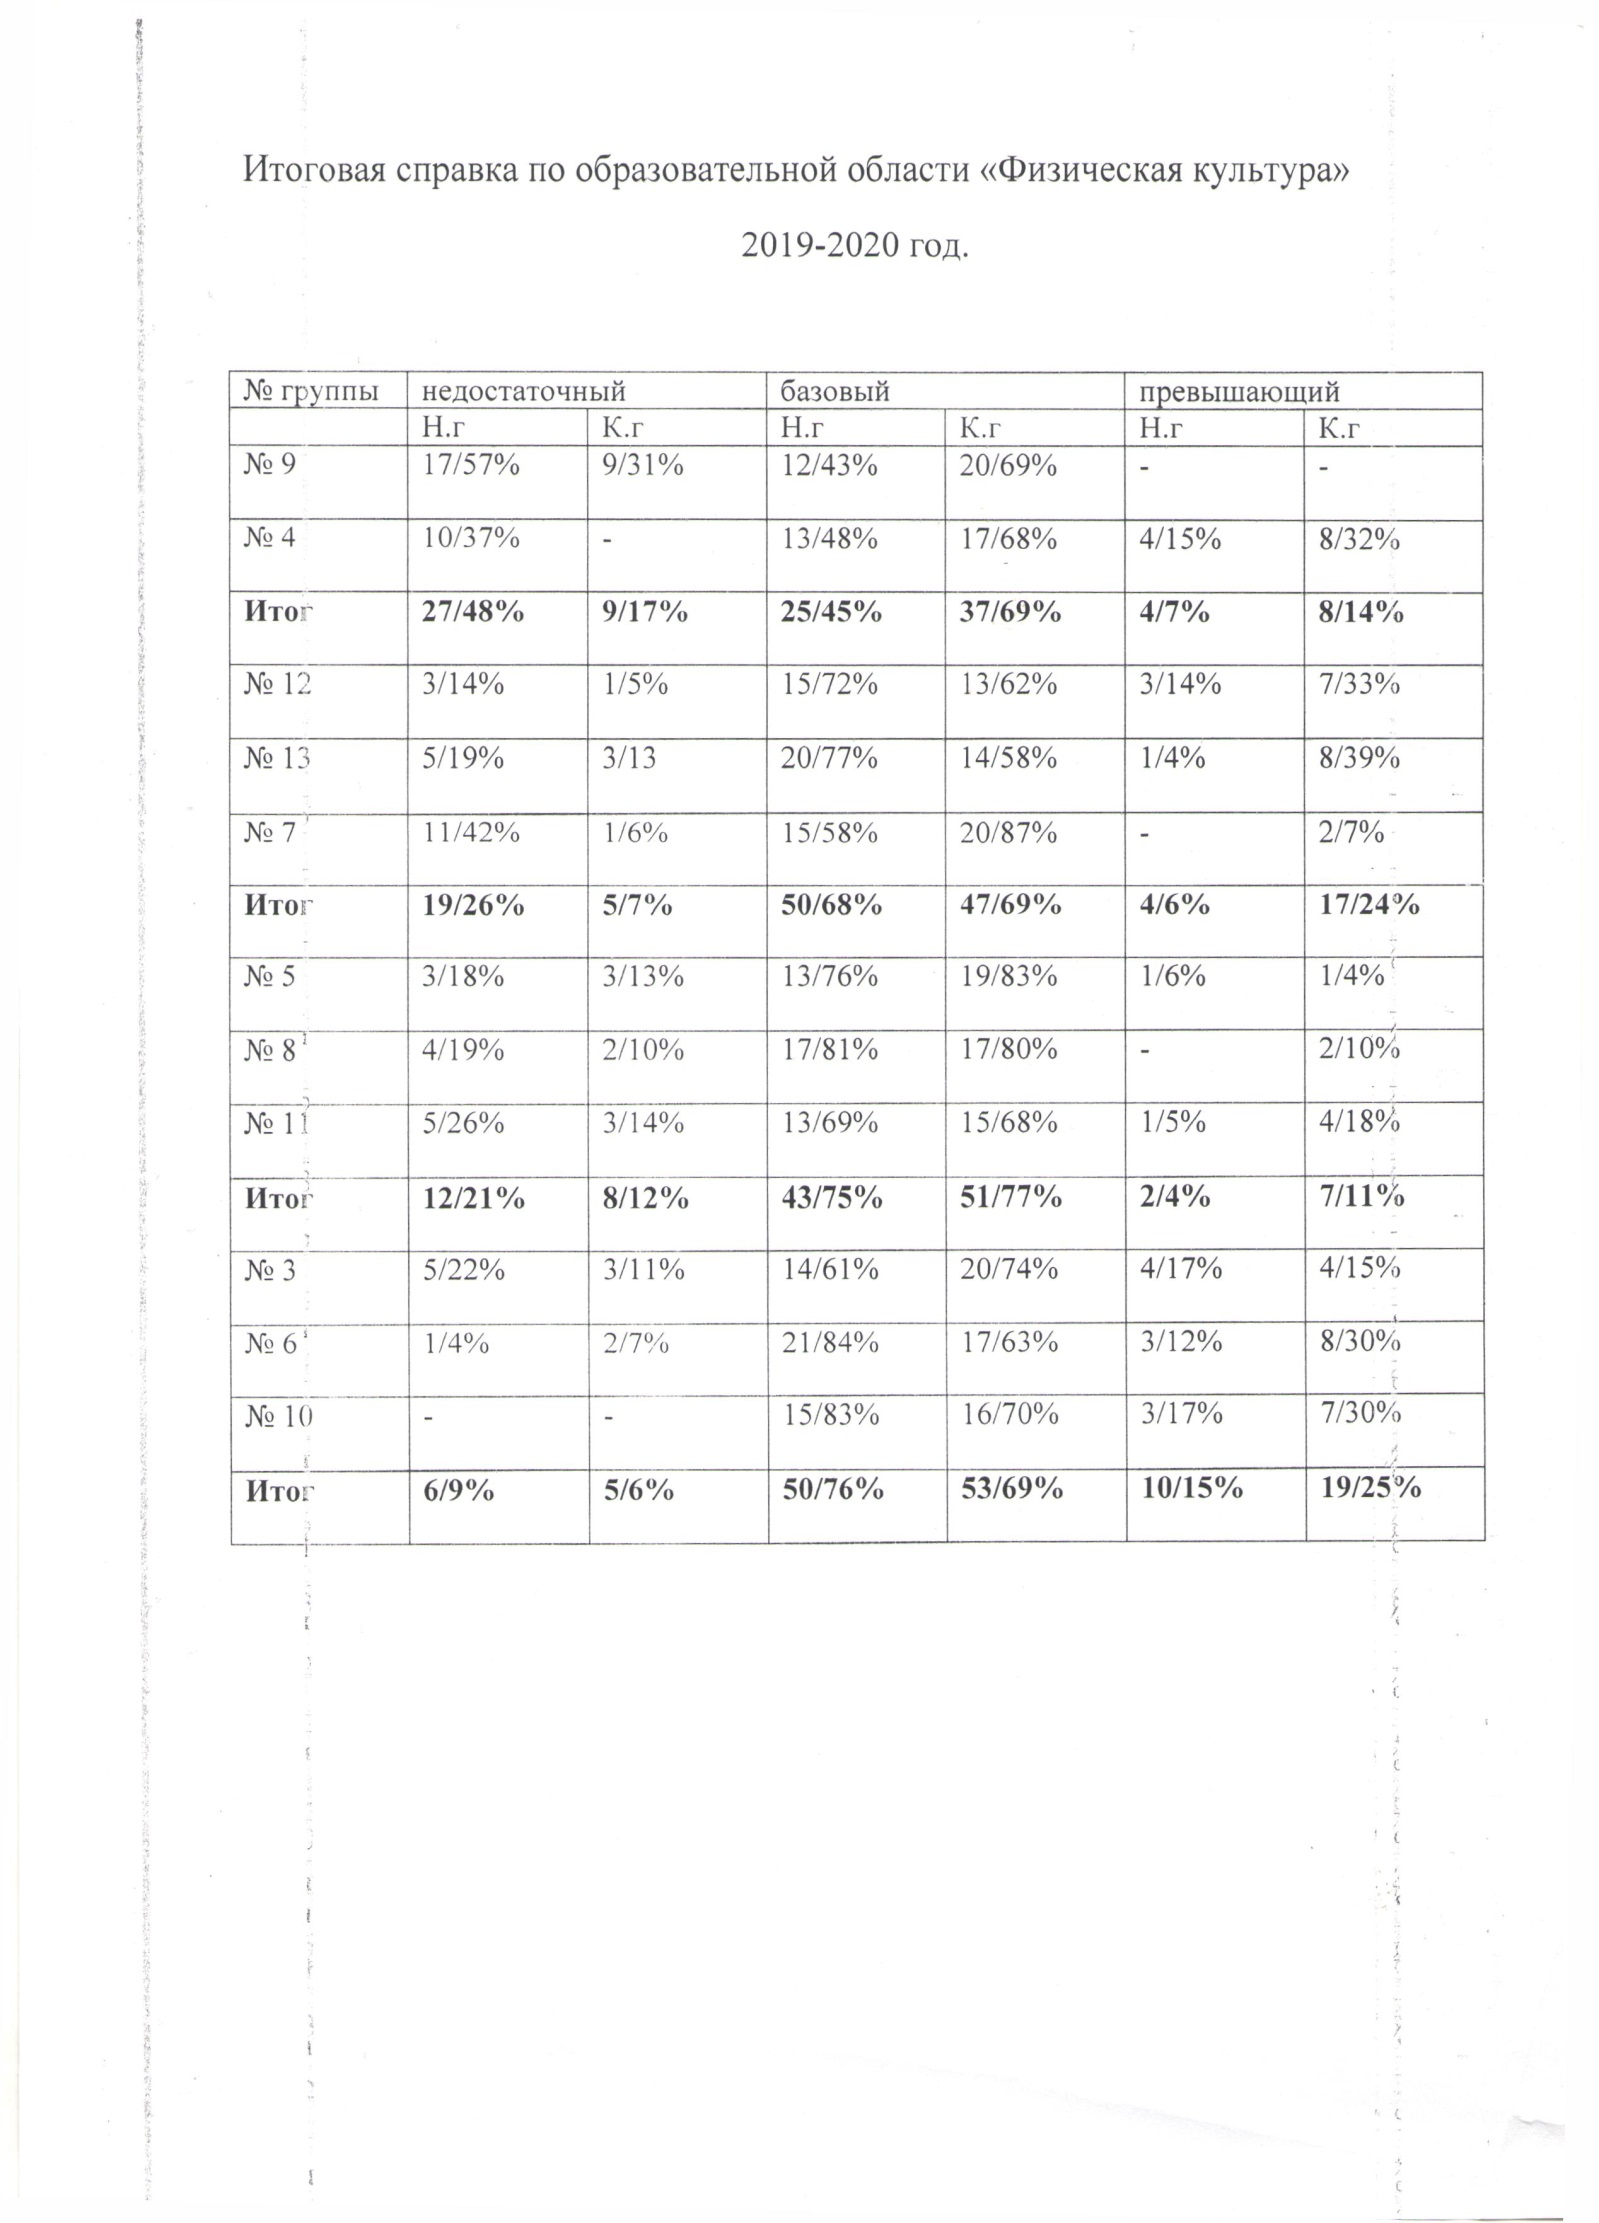 Итоговая справка по образовательной области «Физическая культура»
2019-2020 год.
№ группы недостаточный базовый превышающий
Н.г К.г Н.г К.г Н.г К.г
№ 9 17/57% 9/31% 12/43% 20/69% - -
№ 4 10/37% - 13/48% 17/68% 4/15% 8/32%
Итог 27/48% 9/17% 25/45% 37/69% 4/7% 8/14%
№ 12 3/14% 1/5% 15/72% 13/62% 3/14% 7/33%
№ 13 5/19% 3/13 20/77% 14/58% 1/4% 8/39%
№ 7 11/42% 1/6% 15/58% 20/87% - 2/7%
Итог 19/26% 5/7% 50/68% 47/69% 4/6% 17/24%
№ 5 3/18% 3/13% 13/76% 19/83% 1/6% 1/4%
№ 8 4/19% 2/10% 17/81% 17/80% - 2/10%
№ 11 5/26% 3/14% 13/69% 15/68% 1/5% 4/18%
Итог 12/21% 8/12% 43/75% 51/77% 2/4% 7/11%
№ 3 5/22% 3/11% 14/61% 20/74% 4/17% 4/15%
№ 6 1/4% 2/7% 21/84% 17/63% 3/12% 8/30%
№ 10 - - 15/83% 16/70% 3/17% 7/30%
Итог 6/9% 5/6% 50/76% 53/69% 10/15% 19/25%